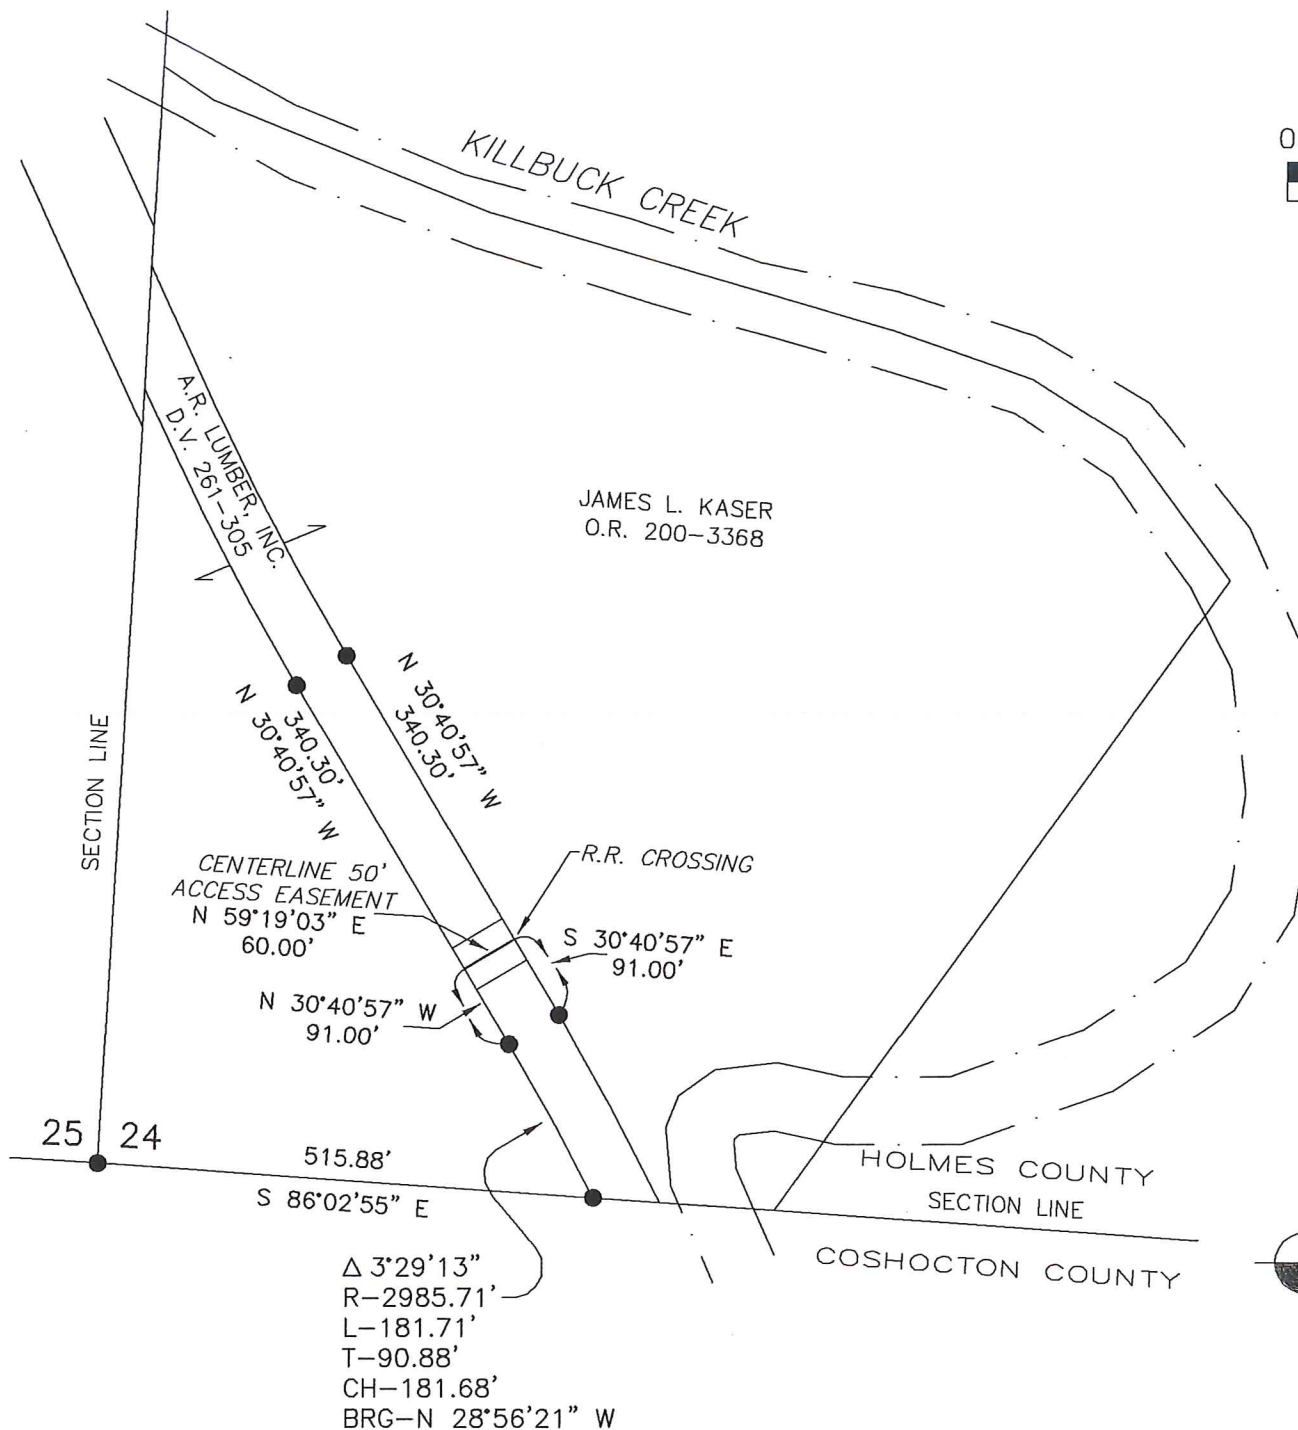 0
KILLBUCK CREEK
A.R. LUMBER, INC.
D.V. 261-305
JAMES L. KASER
O.R. 200-3368
N 30°40'57" W
340.30'
340.30'
N 30°40'57" W
SECTION LINE
R.R. CROSSING
CENTERLINE 50'
ACCESS EASEMENT
N 59°19'03" E
60.00'
S 30°40'57" E
91.00'
N 30°40'57" W
91.00'
25 24
515.88'
S 86°02'55" E
HOLMES COUNTY
SECTION LINE
COSHOCTON COUNTY
Δ 3°29'13"
R-2985.71'
L-181.71'
T-90.88'
CH-181.68'
BRG-N 28°56'21" W